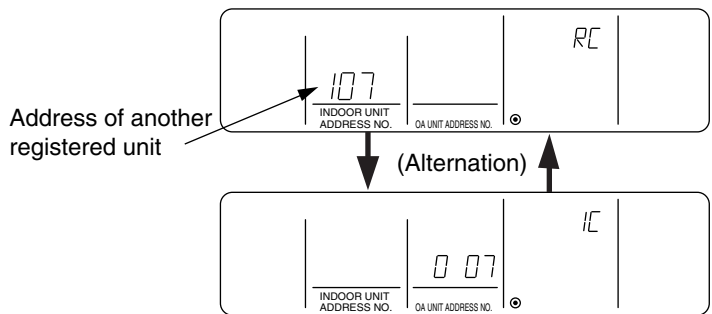 RC
107
INDOOR UNIT
ADDRESS NO.
OA UNIT ADDRESS NO.
Address of another
registered unit
(Alternation)
IC
0 07
INDOOR UNIT
ADDRESS NO.
OA UNIT ADDRESS NO.